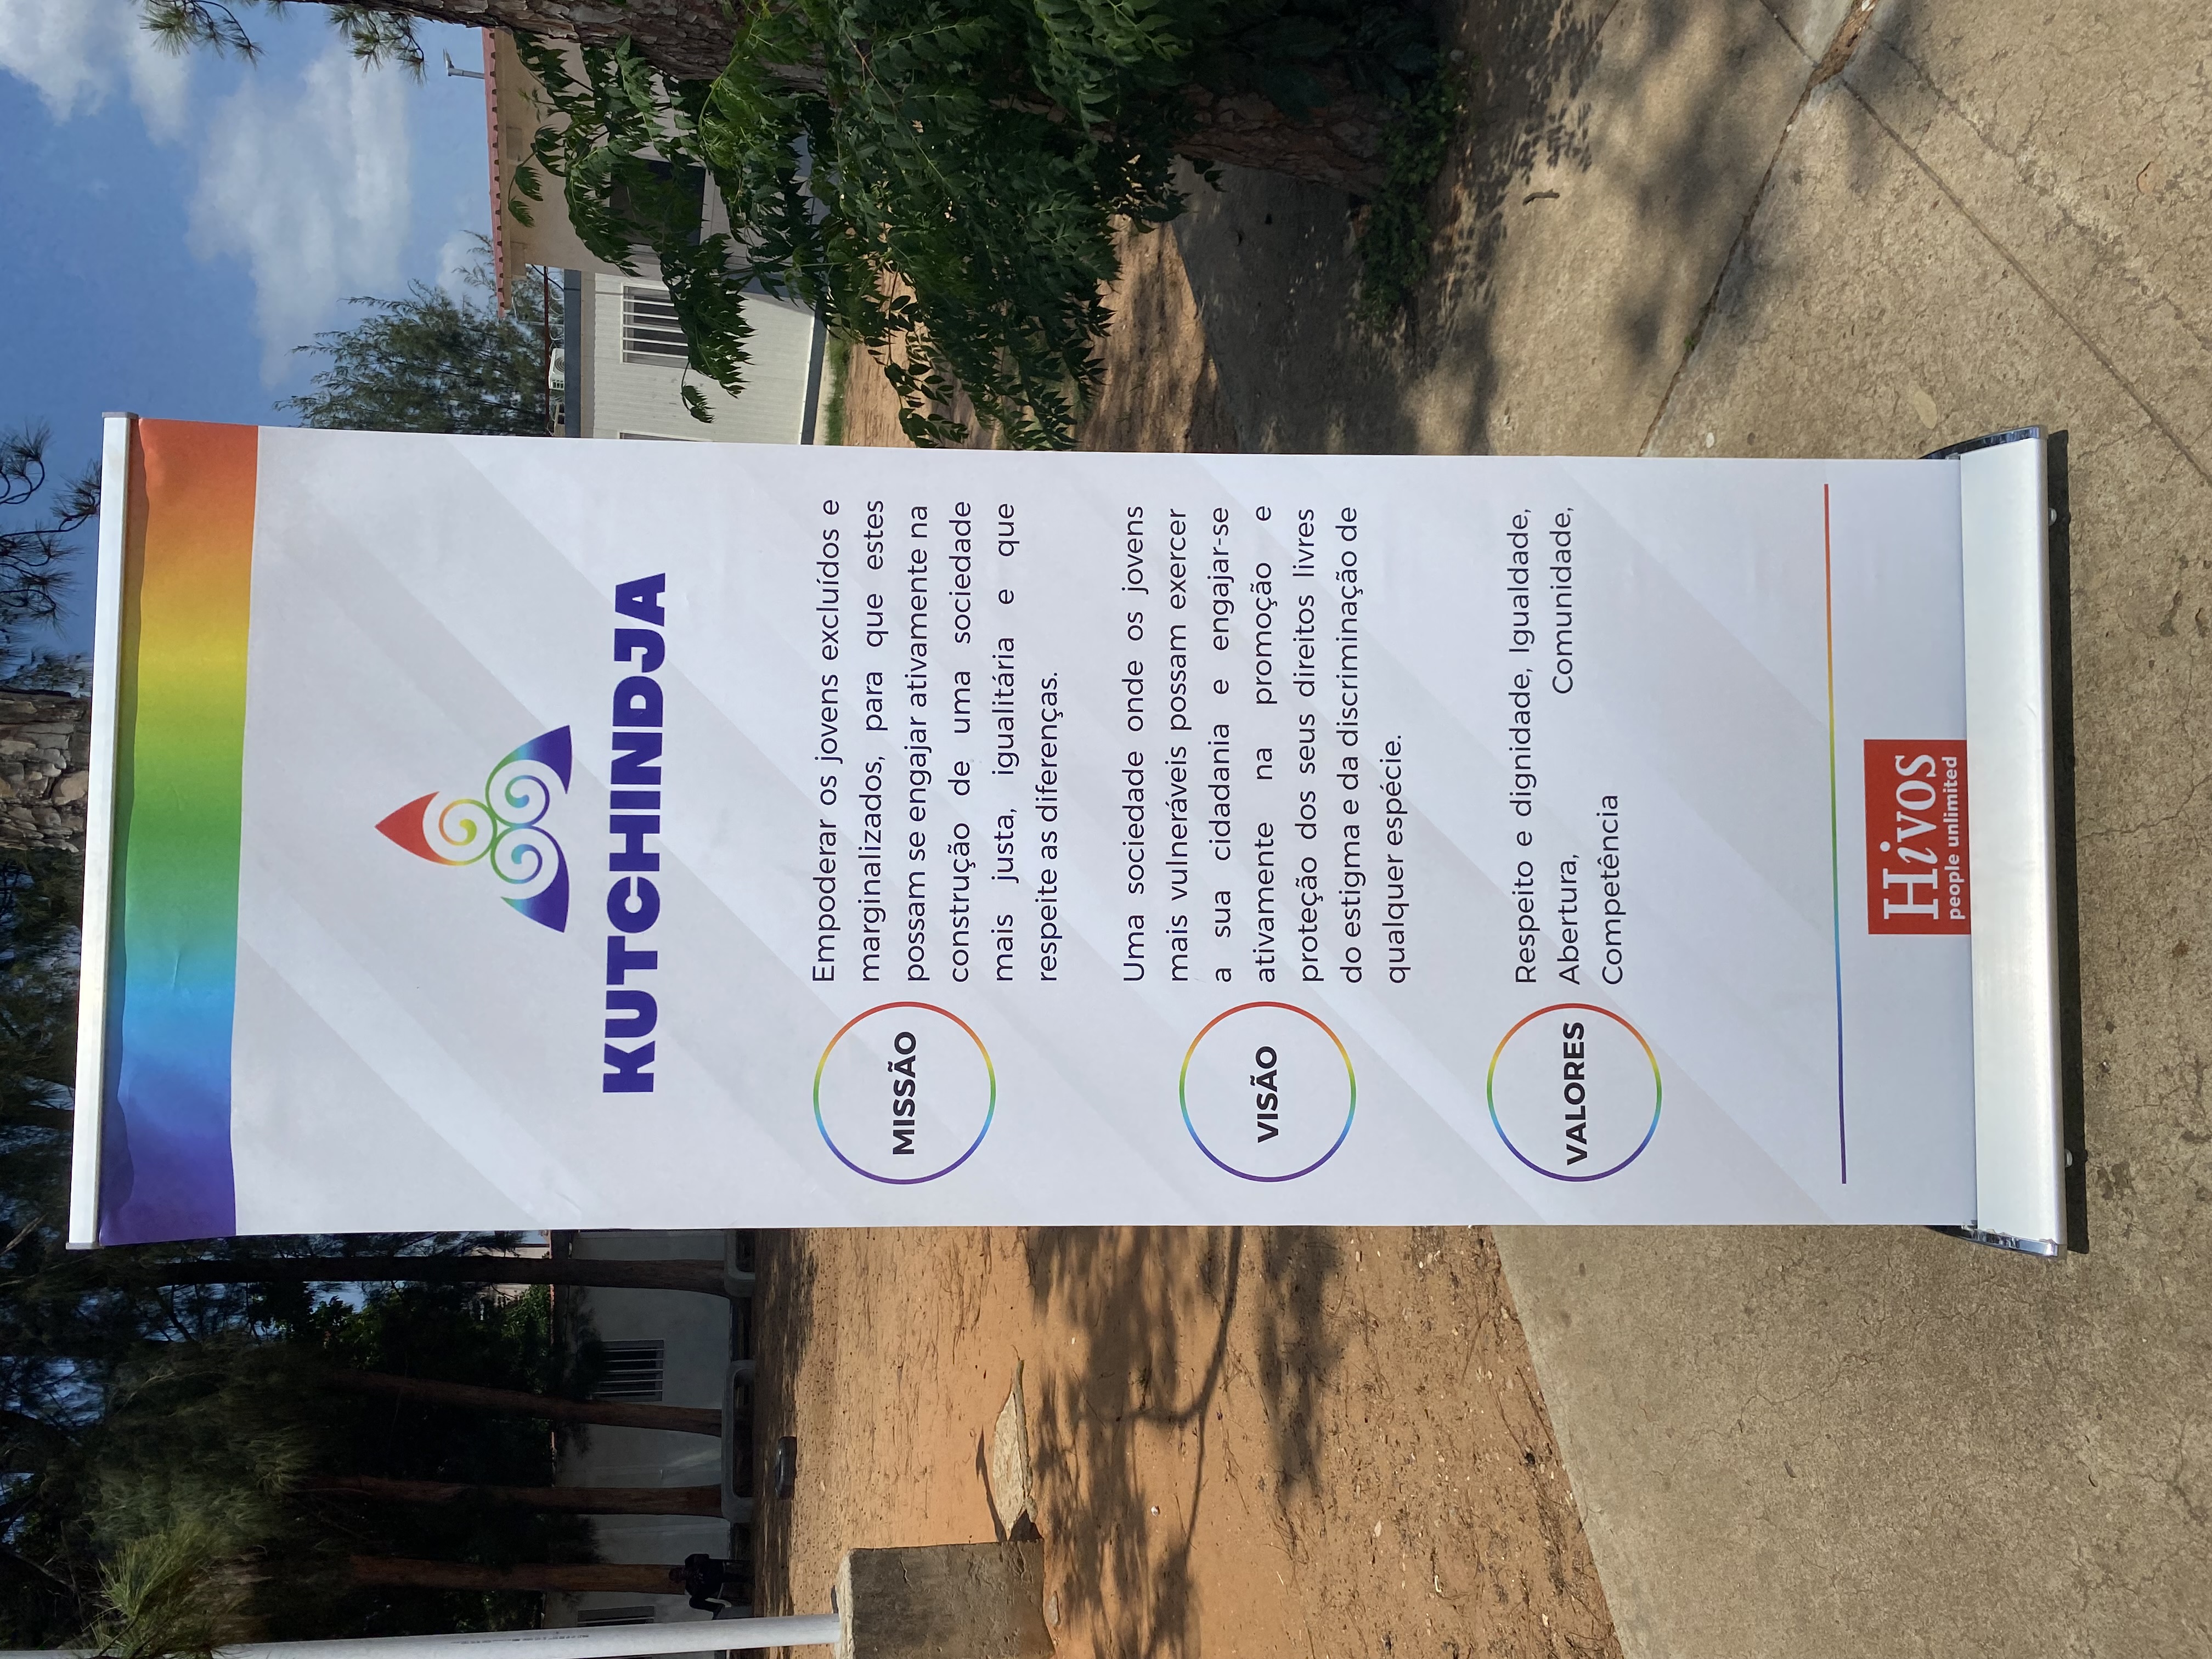 KUTCHINDJA
MISSÃO
Empoderar os jovens excluídos e
marginalizados, para que estes
possam se engajar ativamente na
construção de uma sociedade
mais justa, igualitária e que
respeite as diferenças.
VISÃO
Uma sociedade onde os jovens
mais vulneráveis possam exercer
a sua cidadania e engajar-se
ativamente na promoção e
proteção dos seus direitos livres
do estigma e da discriminação de
qualquer espécie.
VALORES
Respeito e dignidade, Igualdade,
Abertura, Comunidade,
Competência
Hivos
people unlimited